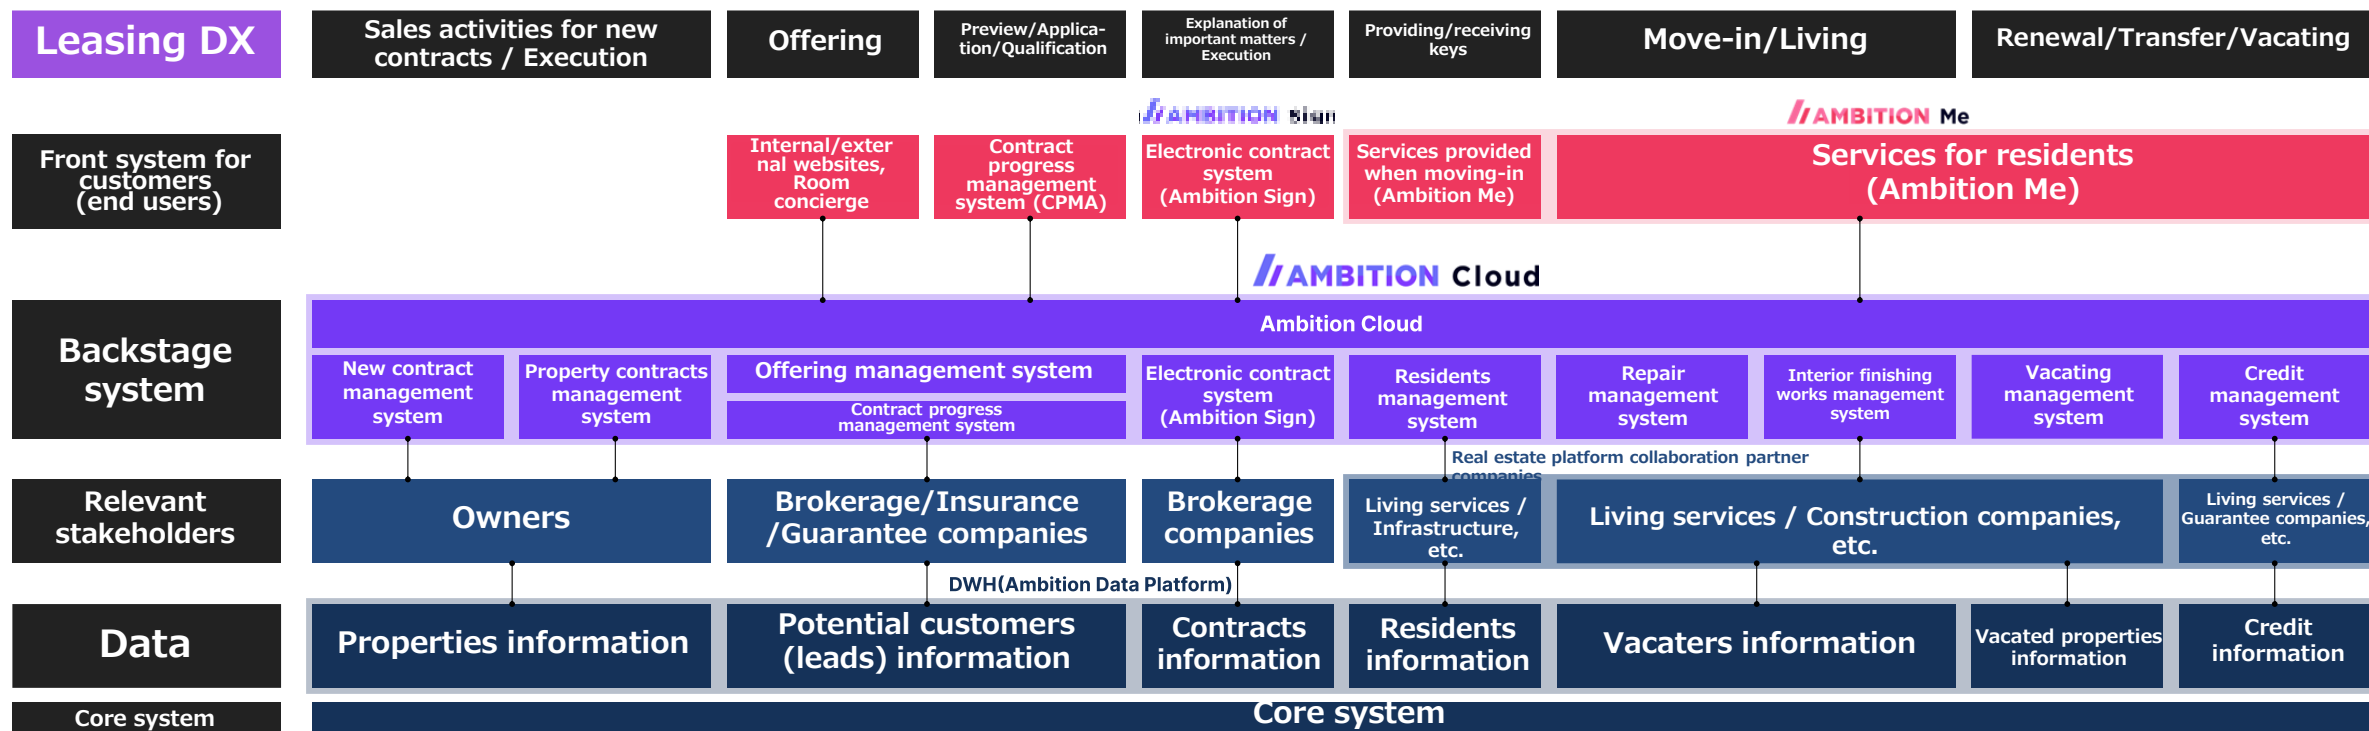 Leasing DX
Sales activities for new
contracts / Execution
Offering
Preview/Applica-
tion/Qualification
Explanation of
important matters /
Execution
Providing/receiving
keys
Move-in/Living
Renewal/Transfer/Vacating
AMBITION Sign
AMBITION Me
Front system for
customers
(end users)
Internal/exter
nal websites,
Room
concierge
Contract
progress
management
system (CPMA)
Electronic contract
system
(Ambition Sign)
Services provided
when moving-in
(Ambition Me)
Services for residents
(Ambition Me)
AMBITION Cloud
Backstage
system
Ambition Cloud
New contract
management
system
Property contracts
management
system
Offering management system
Contract progress
management system
Electronic contract
system
(Ambition Sign)
Residents
management
system
Repair
management
system
Interior finishing
works management
system
Vacating
management
system
Credit
management
system
Real estate platform collaboration partner
companies
Relevant
stakeholders
Owners
Brokerage/Insurance
/Guarantee companies
Brokerage
companies
Living services /
Infrastructure,
etc.
Living services / Construction companies,
etc.
Living services /
Guarantee companies,
etc.
DWH(Ambition Data Platform)
Data
Properties information
Potential customers
(leads) information
Contracts
information
Residents
information
Vacaters information
Vacated properties
information
Credit
information
Core system
Core system